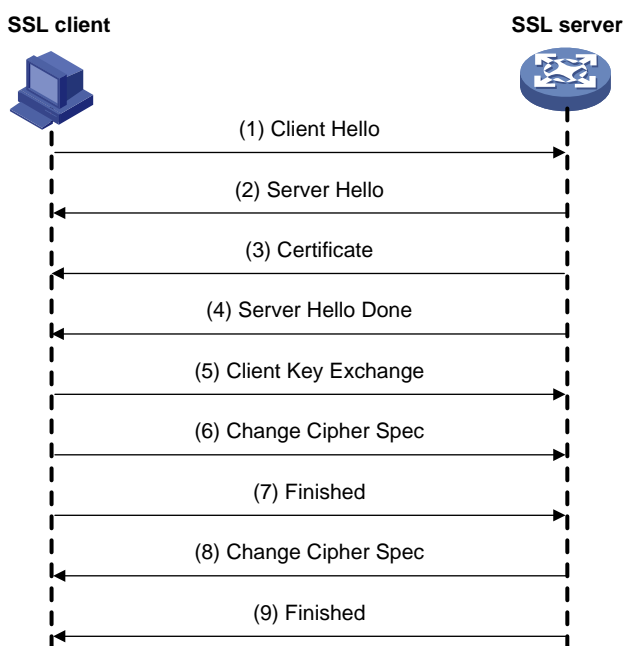 SSL client
SSL server
(1) Client Hello
(2) Server Hello
(3) Certificate
(4) Server Hello Done
(5) Client Key Exchange
(6) Change Cipher Spec
(7) Finished
(8) Change Cipher Spec
(9) Finished